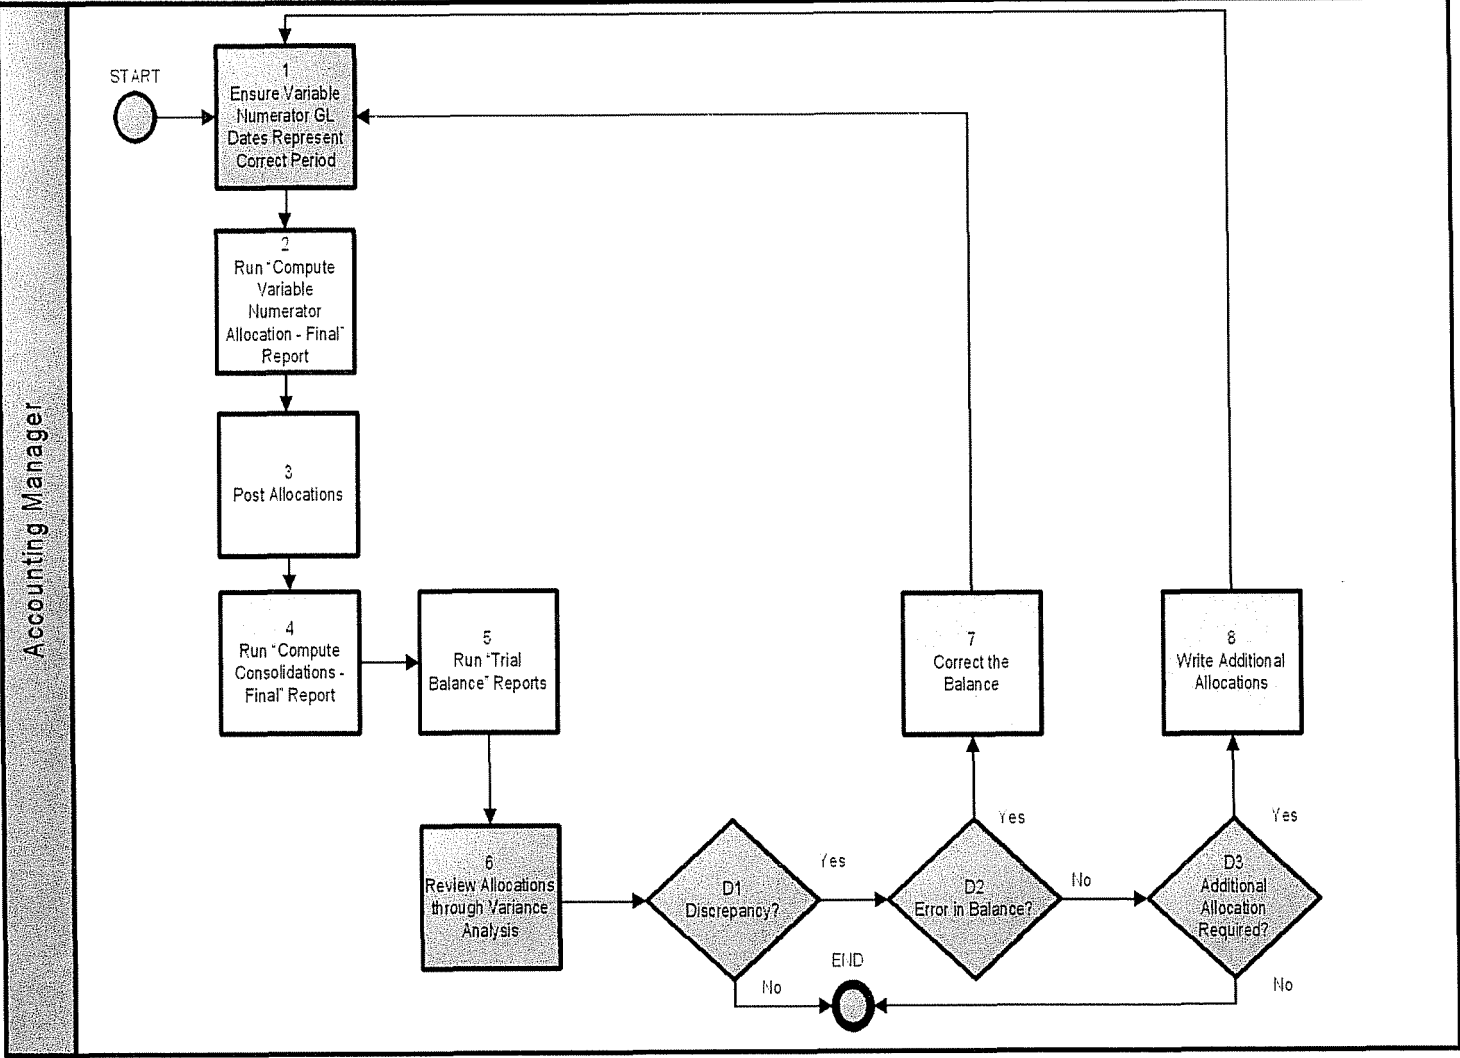 Accounting Manager
START
1
Ensure Variable
Numerator GL
Dates Represent
Correct Period
2
Run "Compute
Variable
Numerator
Allocation - Final"
Report
3
Post Allocations
4
Run "Compute
Consolidations -
Final" Report
5
Run "Trial
Balance" Reports
6
Review Allocations
through Variance
Analysis
D1
Discrepancy?
Yes
No
D2
Error in Balance?
Yes
No
7
Correct the
Balance
D3
Additional
Allocation
Required?
Yes
No
8
Write Additional
Allocations
END